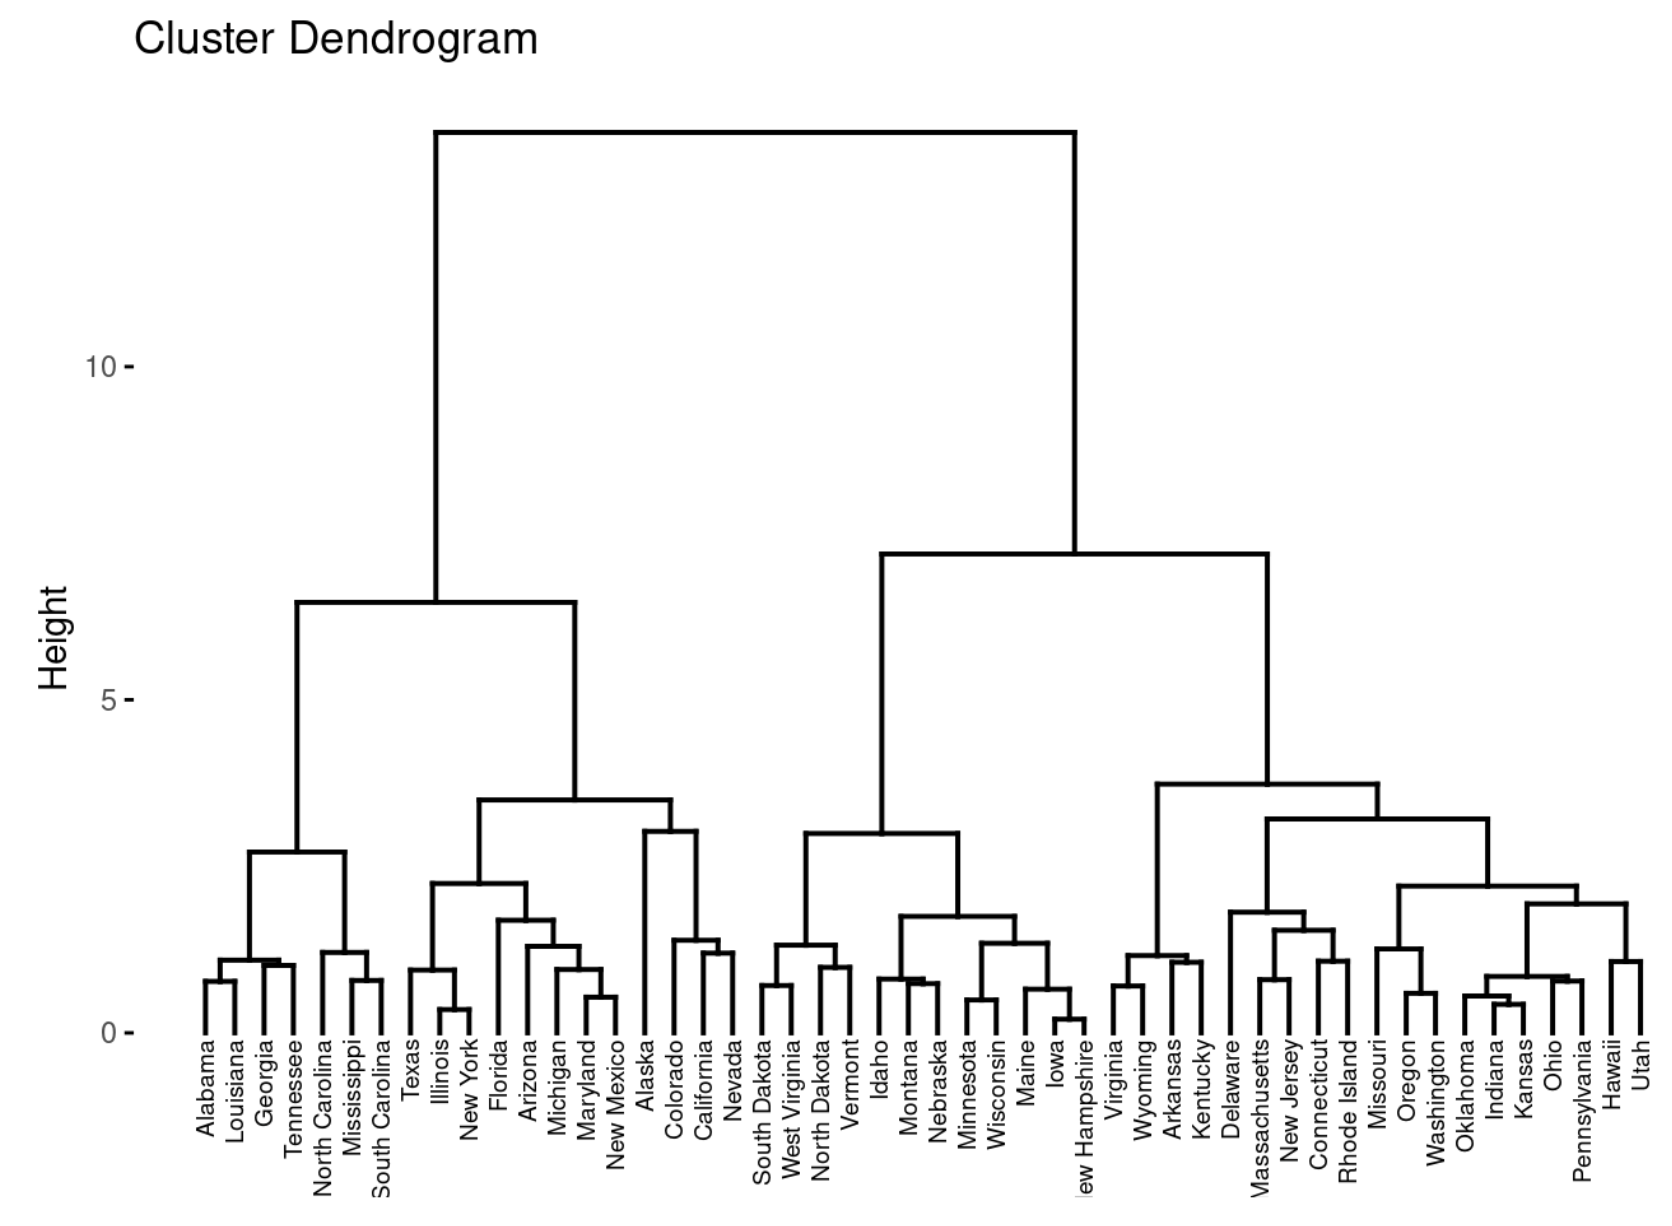 Cluster Dendrogram
Height
10
5
0
Alabama
Louisiana
Georgia
Tennessee
North Carolina
Mississippi
South Carolina
Texas
Illinois
New York
Florida
Arizona
Michigan
Maryland
New Mexico
Alaska
Colorado
California
Nevada
South Dakota
West Virginia
North Dakota
Vermont
Idaho
Montana
Nebraska
Minnesota
Wisconsin
Maine
Iowa
ew Hampshire
Virginia
Wyoming
Arkansas
Kentucky
Delaware
Massachusetts
New Jersey
Connecticut
Rhode Island
Missouri
Oregon
Washington
Oklahoma
Indiana
Kansas
Ohio
Pennsylvania
Hawaii
Utah